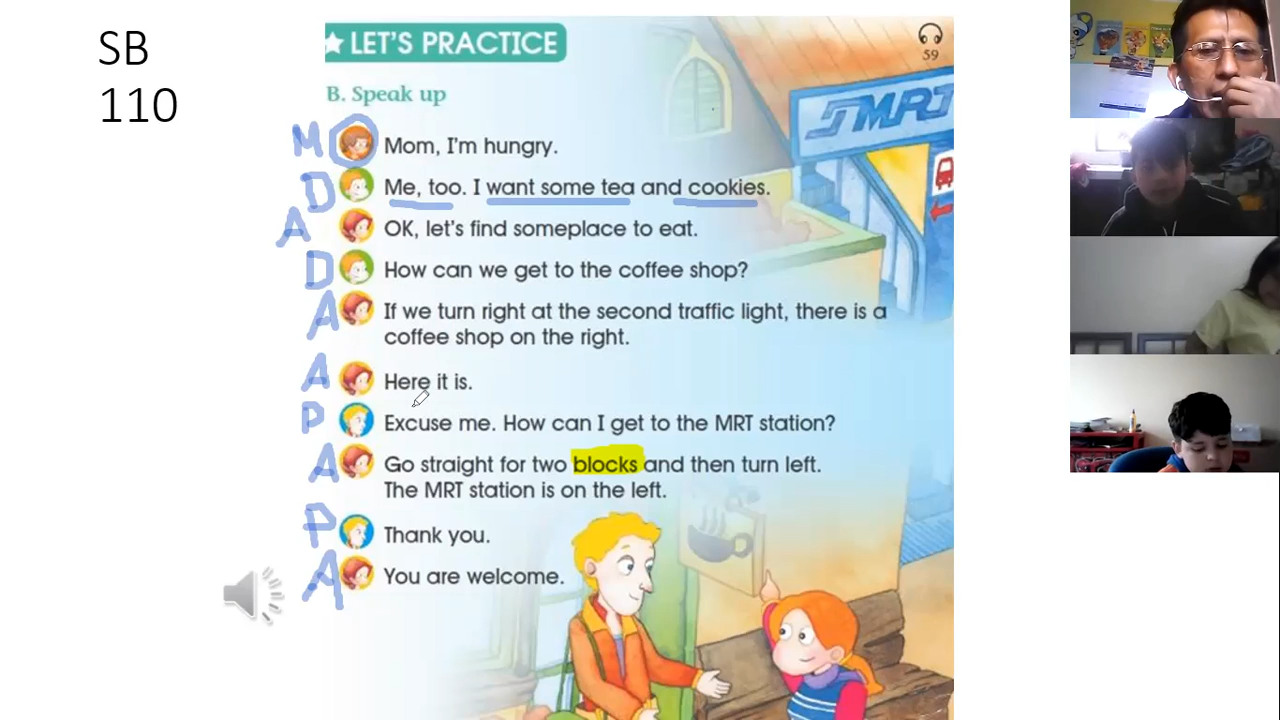 SB
110
LET'S PRACTICE
59
B. Speak up
MRT
M Mom, I'm hungry.
D Me, too. I want some tea and cookies.
A OK, let's find someplace to eat.
D How can we get to the coffee shop?
A If we turn right at the second traffic light, there is a
coffee shop on the right.
A Here it is.
P Excuse me. How can I get to the MRT station?
A Go straight for two blocks and then turn left.
The MRT station is on the left.
P Thank you.
A You are welcome.